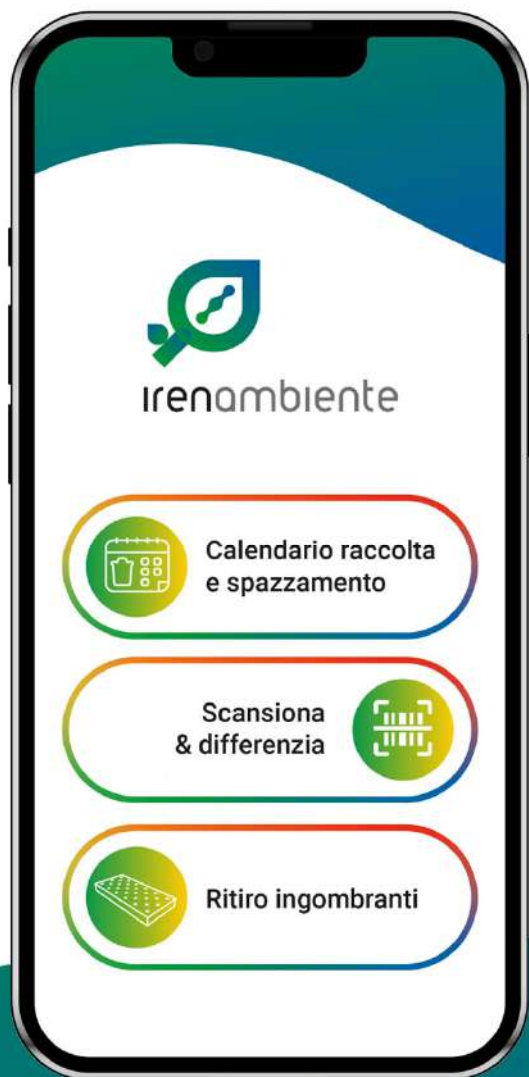 irenambiente
Calendario raccolta
e spazzamento
Scansiona
& differenzia
Ritiro ingombranti